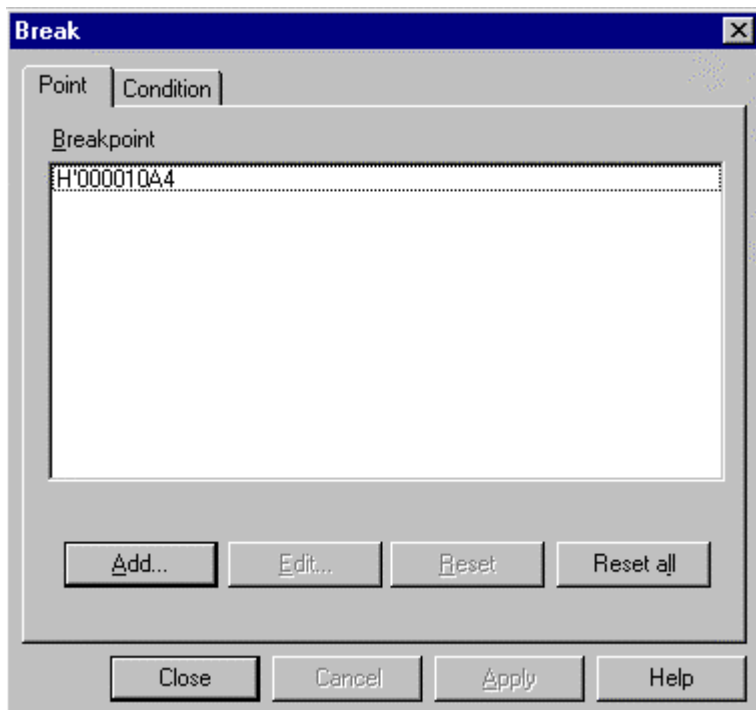 Break
Point Condition
Breakpoint
H'000010A4
Add... Edit... Reset Reset all
Close Cancel Apply Help